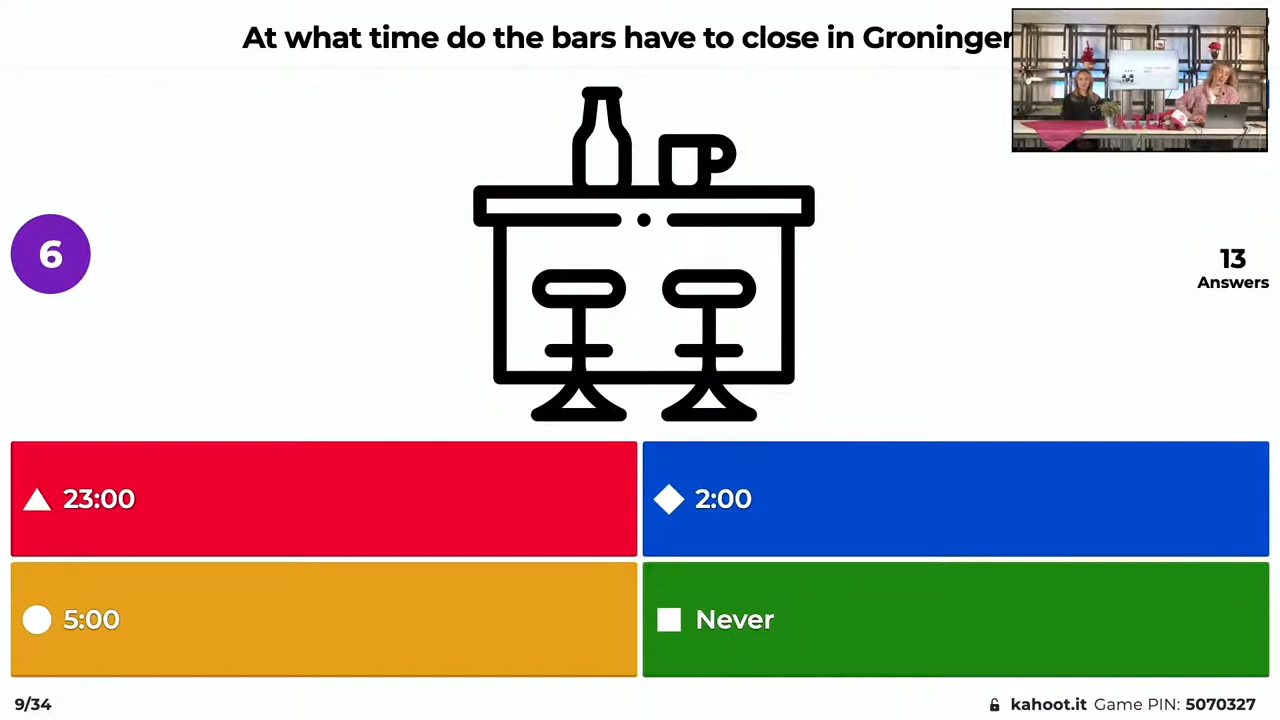 At what time do the bars have to close in Groningen
6
13
Answers
23:00
2:00
5:00
Never
9/34
kahoot.it Game PIN: 5070327